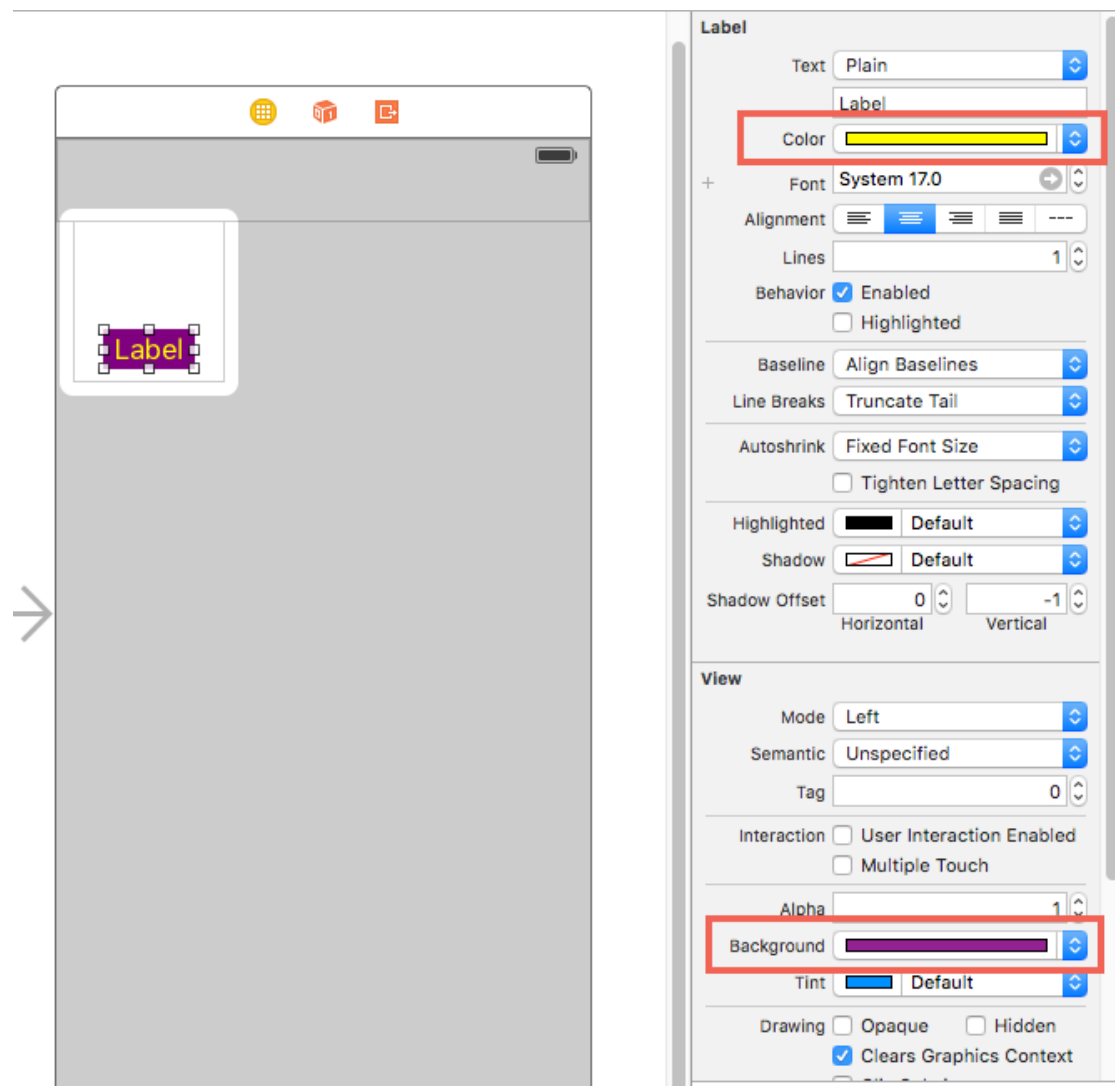 Label
Label
Text Plain
Label
Color
+ Font System 17.0
Alignment ---
Lines 1
Behavior Enabled
Highlighted
Baseline Align Baselines
Line Breaks Truncate Tail
Autoshrink Fixed Font Size
Tighten Letter Spacing
Highlighted Default
Shadow Default
Shadow Offset 0 -1
Horizontal Vertical
View
Mode Left
Semantic Unspecified
Tag 0
Interaction User Interaction Enabled
Multiple Touch
Alpha 1
Background
Tint Default
Drawing Opaque Hidden
Clears Graphics Context